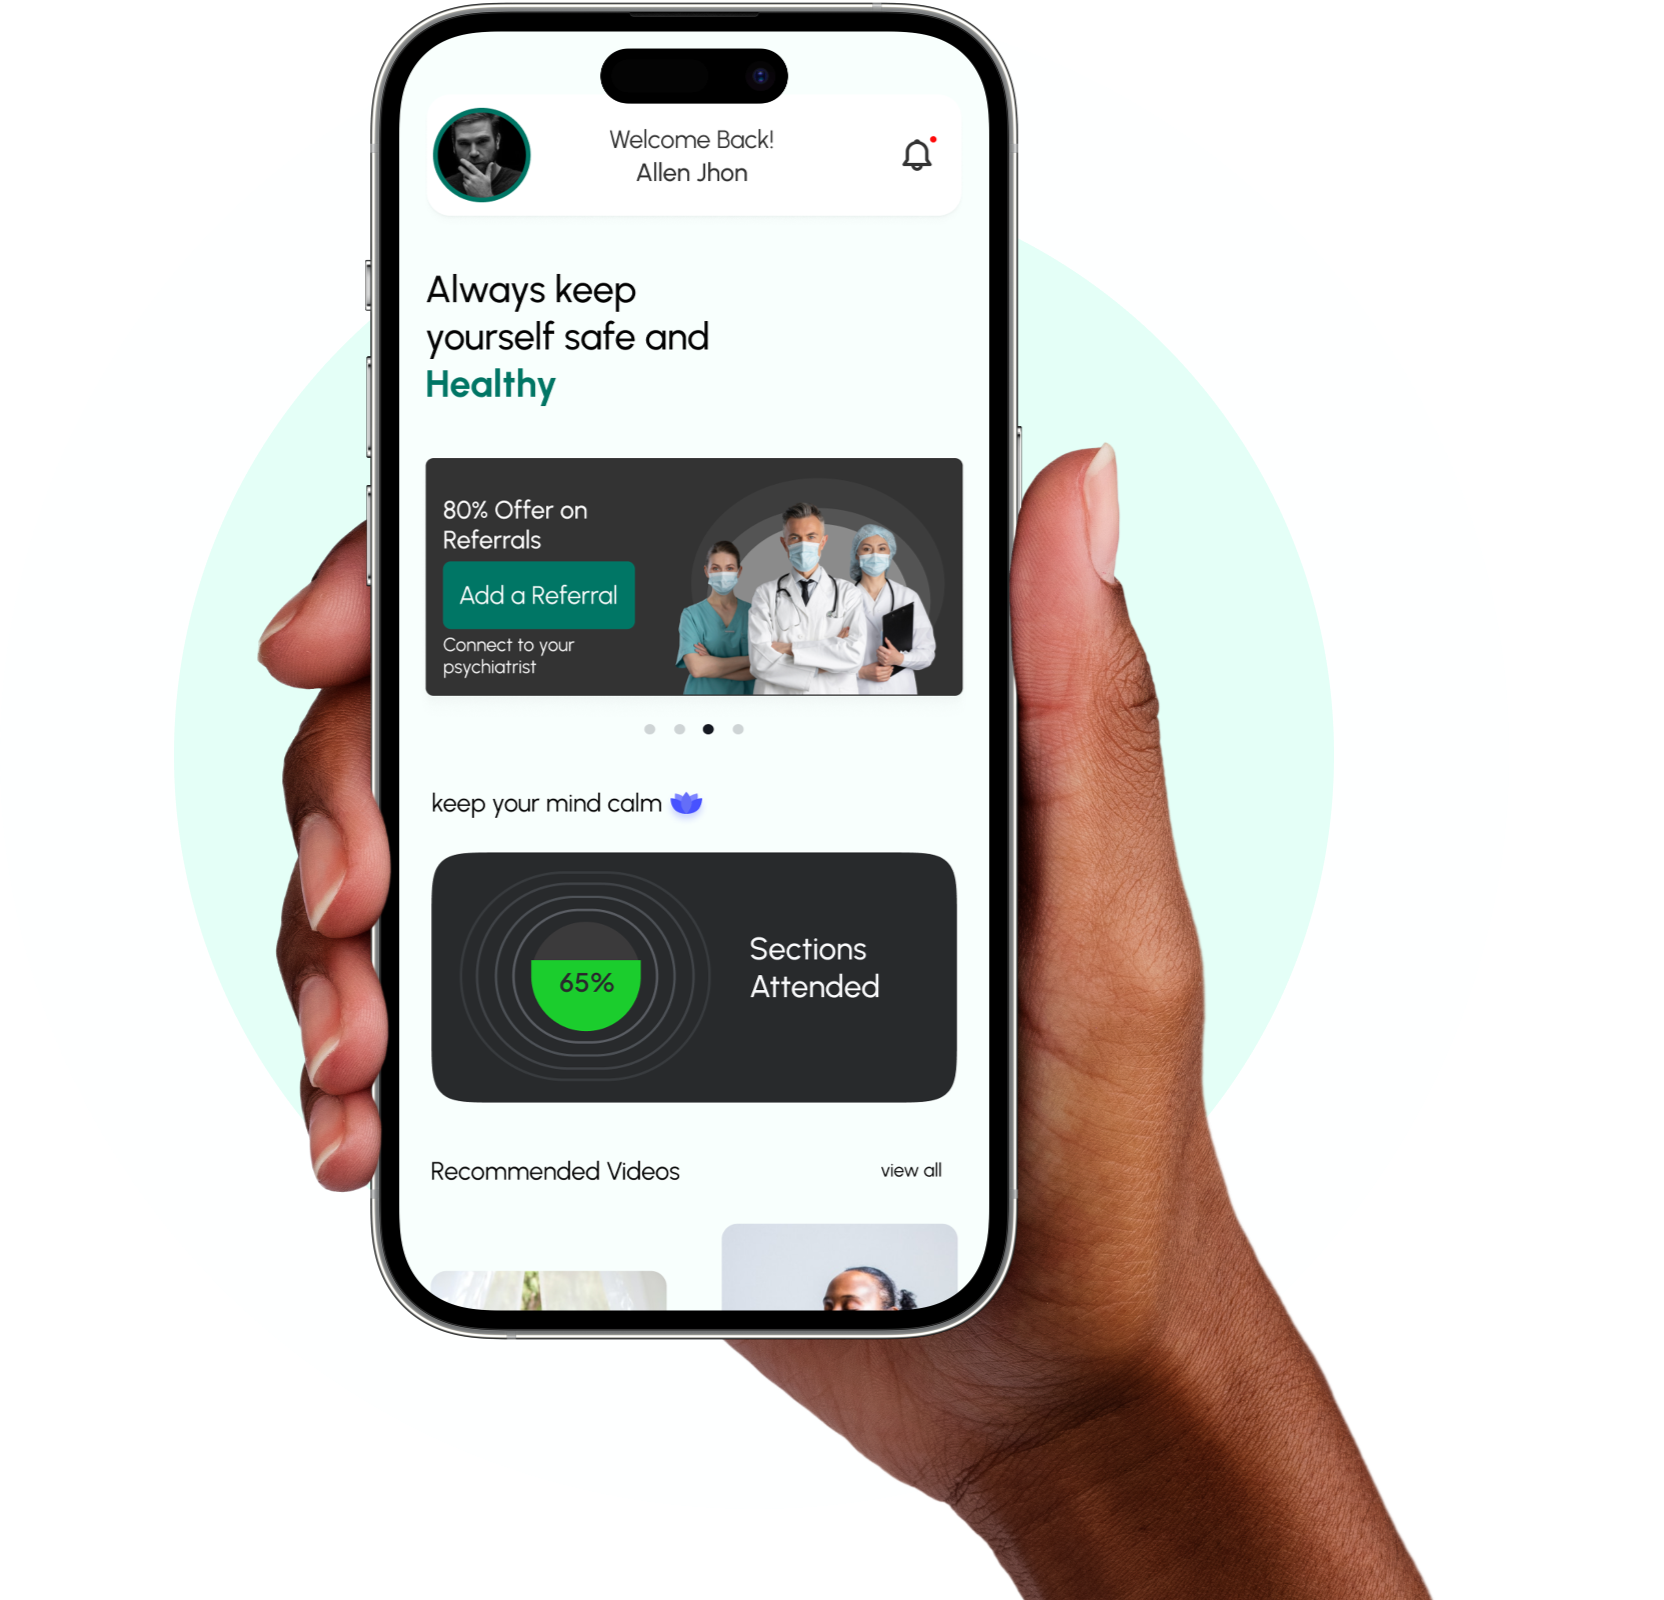 Welcome Back!
Allen Jhon
Always keep
yourself safe and
Healthy
80% Offer on
Referrals
Add a Referral
Connect to your
psychiatrist
keep your mind calm
65%
Sections
Attended
Recommended Videos
view all